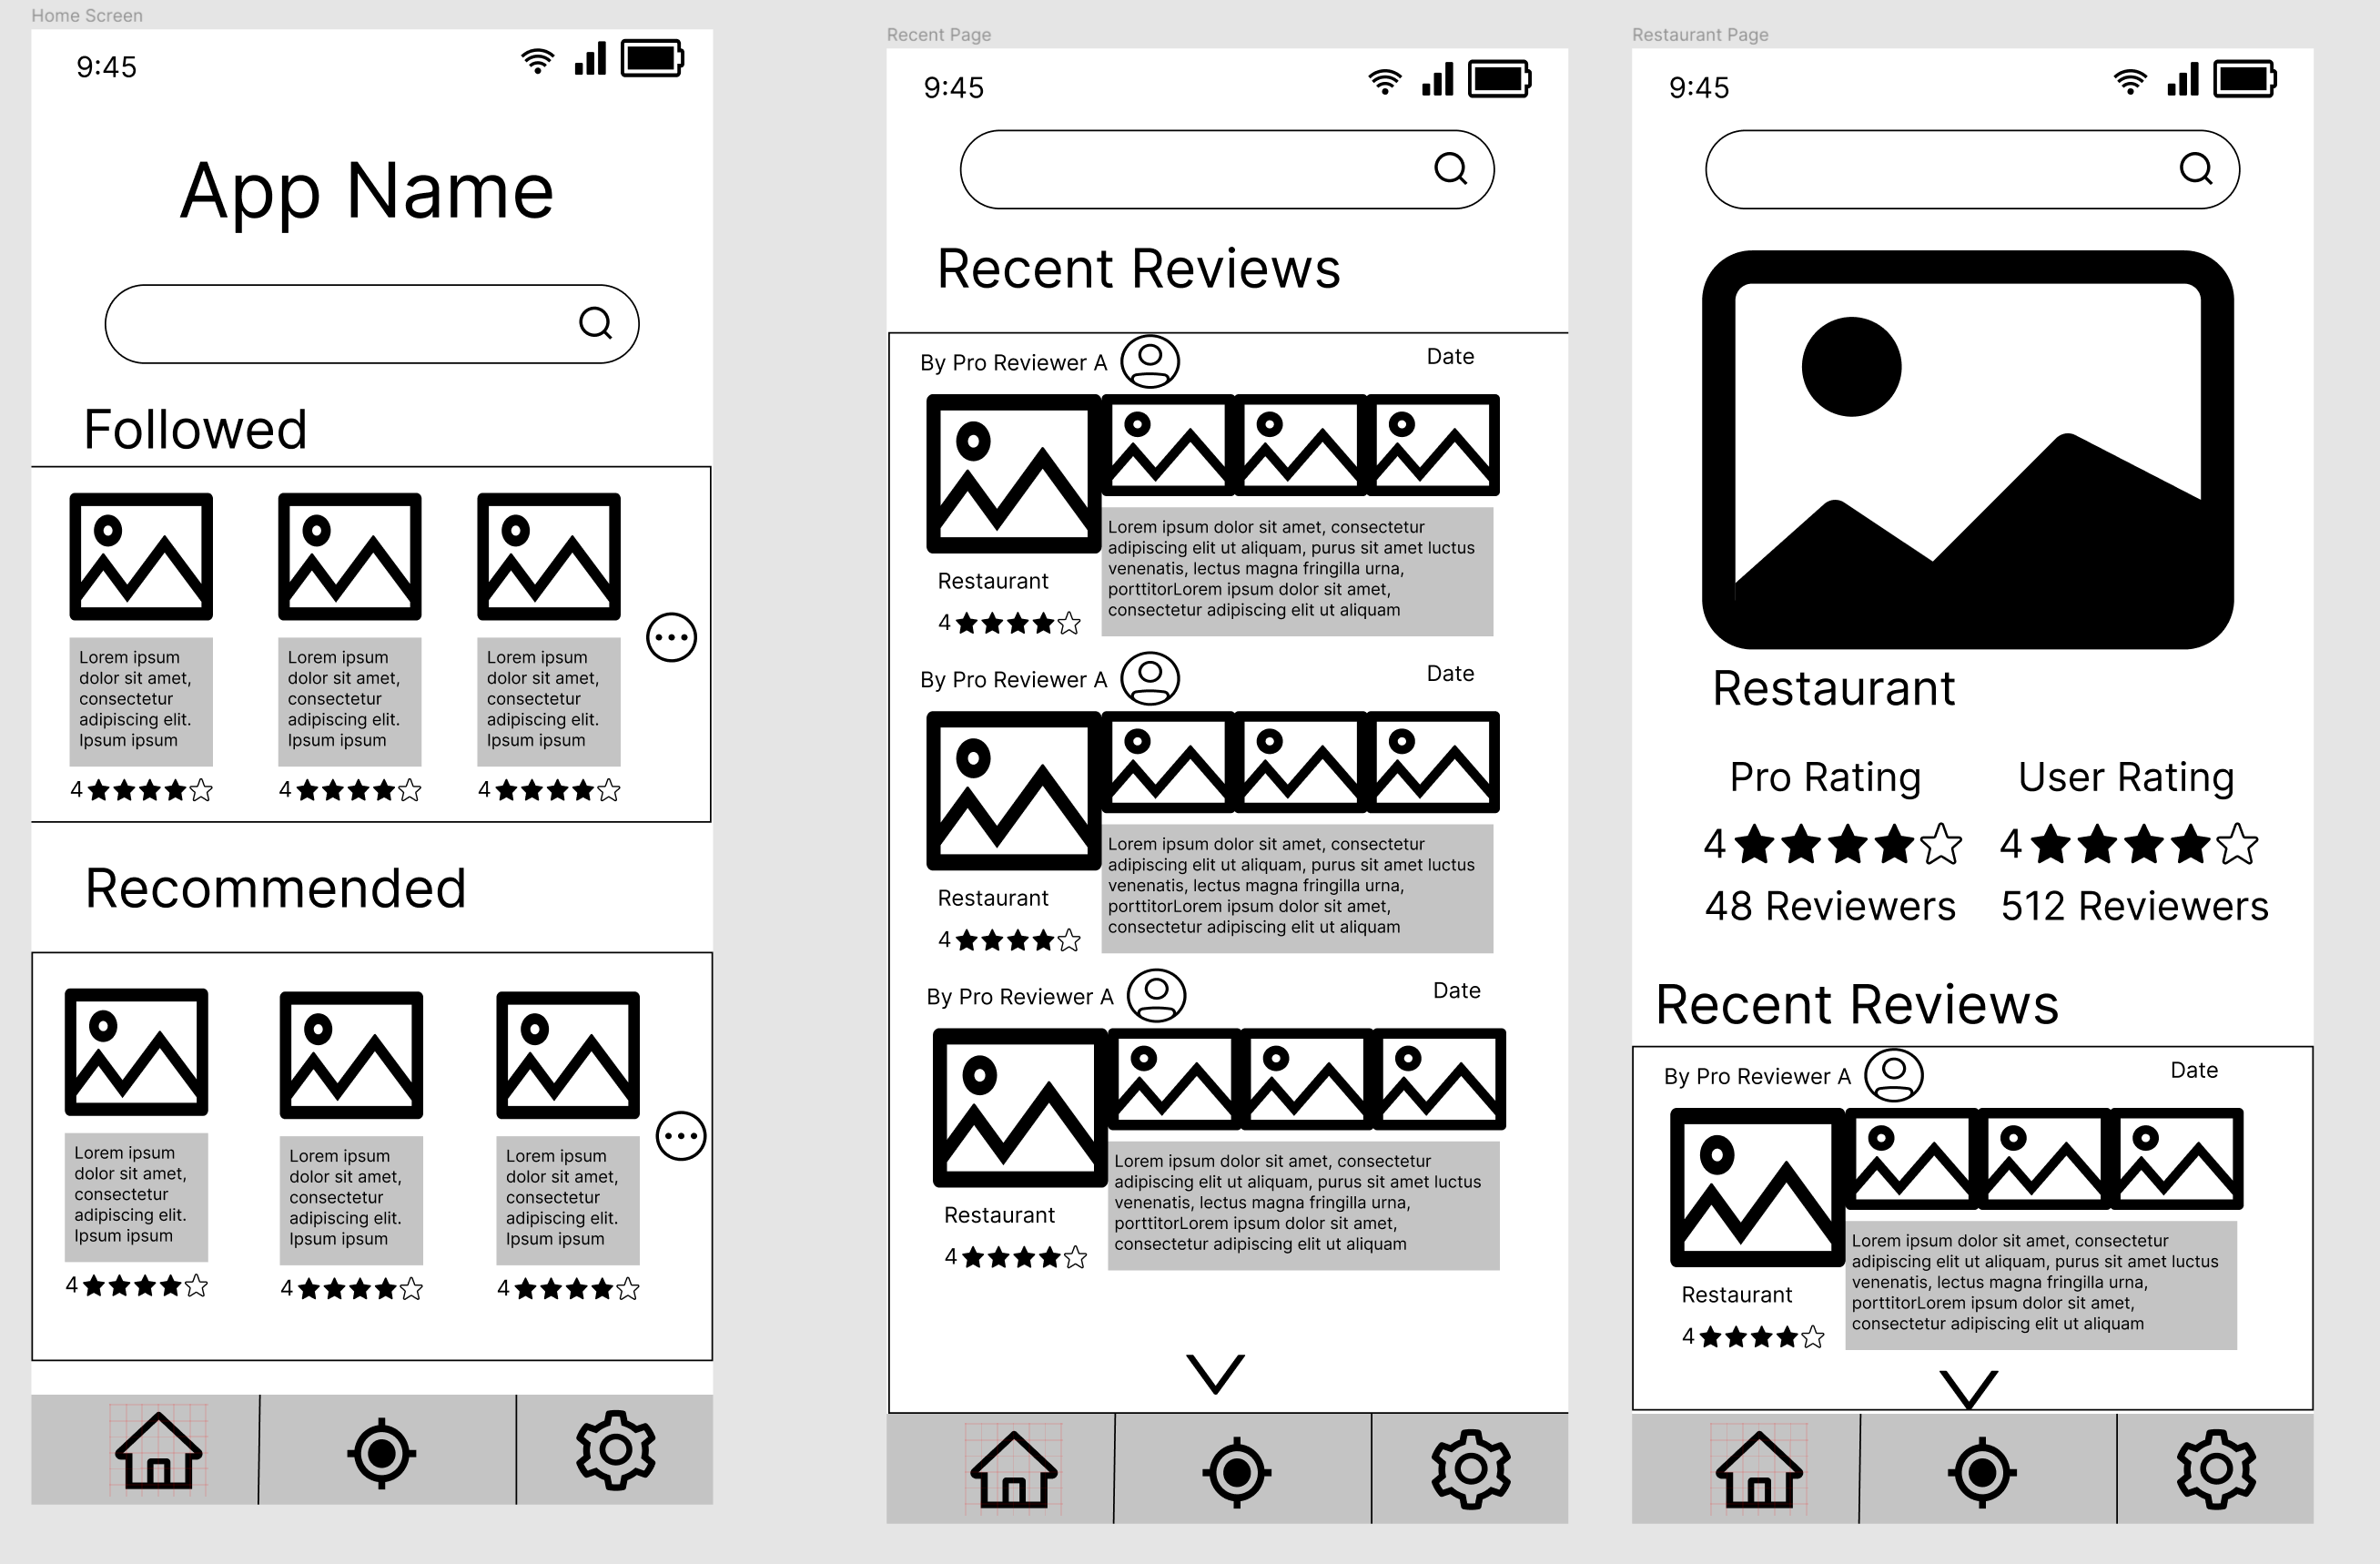 Home Screen
9:45
App Name
Followed
Lorem ipsum
dolor sit amet,
consectetur
adipiscing elit.
Ipsum ipsum
4
Lorem ipsum
dolor sit amet,
consectetur
adipiscing elit.
Ipsum ipsum
4
Lorem ipsum
dolor sit amet,
consectetur
adipiscing elit.
Ipsum ipsum
4
Recommended
Lorem ipsum
dolor sit amet,
consectetur
adipiscing elit.
Ipsum ipsum
4
Lorem ipsum
dolor sit amet,
consectetur
adipiscing elit.
Ipsum ipsum
4
Lorem ipsum
dolor sit amet,
consectetur
adipiscing elit.
Ipsum ipsum
4
Recent Page
9:45
Recent Reviews
By Pro Reviewer A
Date
Lorem ipsum dolor sit amet, consectetur
adipiscing elit ut aliquam, purus sit amet luctus
venenatis, lectus magna fringilla urna,
porttitorLorem ipsum dolor sit amet,
consectetur adipiscing elit ut aliquam
Restaurant
4
By Pro Reviewer A
Date
Lorem ipsum dolor sit amet, consectetur
adipiscing elit ut aliquam, purus sit amet luctus
venenatis, lectus magna fringilla urna,
porttitorLorem ipsum dolor sit amet,
consectetur adipiscing elit ut aliquam
Restaurant
4
By Pro Reviewer A
Date
Lorem ipsum dolor sit amet, consectetur
adipiscing elit ut aliquam, purus sit amet luctus
venenatis, lectus magna fringilla urna,
porttitorLorem ipsum dolor sit amet,
consectetur adipiscing elit ut aliquam
Restaurant
4
Restaurant Page
9:45
Restaurant
Pro Rating
4
48 Reviewers
User Rating
4
512 Reviewers
Recent Reviews
By Pro Reviewer A
Date
Lorem ipsum dolor sit amet, consectetur
adipiscing elit ut aliquam, purus sit amet luctus
venenatis, lectus magna fringilla urna,
porttitorLorem ipsum dolor sit amet,
consectetur adipiscing elit ut aliquam
Restaurant
4